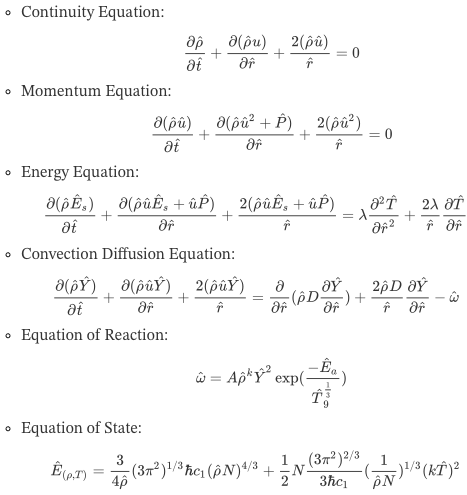 Continuity Equation:
∂ρ̂/∂t̂ + ∂(ρ̂u)/∂r̂ + 2(ρ̂û)/r̂ = 0
Momentum Equation:
∂(ρ̂û)/∂t̂ + ∂(ρ̂û² + P̂)/∂r̂ + 2(ρ̂û²)/r̂ = 0
Energy Equation:
∂(ρ̂Ê_s)/∂t̂ + ∂(ρ̂ûÊ_s + ûP̂)/∂r̂ + 2(ρ̂ûÊ_s + ûP̂)/r̂ = λ ∂²T̂/∂r̂² + (2λ/r̂) ∂T̂/∂r̂
Convection Diffusion Equation:
∂(ρ̂Ŷ)/∂t̂ + ∂(ρ̂ûŶ)/∂r̂ + 2(ρ̂ûŶ)/r̂ = ∂/∂r̂ (ρ̂D ∂Ŷ/∂r̂) + (2ρ̂D/r̂) ∂Ŷ/∂r̂ − ω̂
Equation of Reaction:
ω̂ = Aρ̂^k Ŷ² exp(−Ê_a / T̂_9^{1/3})
Equation of State:
Ê_(ρ,T) = 3/(4ρ̂) (3π²)^{1/3} ħc₁(ρ̂N)^{4/3} + 1/2 N (3π²)^{2/3}/(3ħc₁) (1/(ρ̂N))^{1/3} (kT̂)²